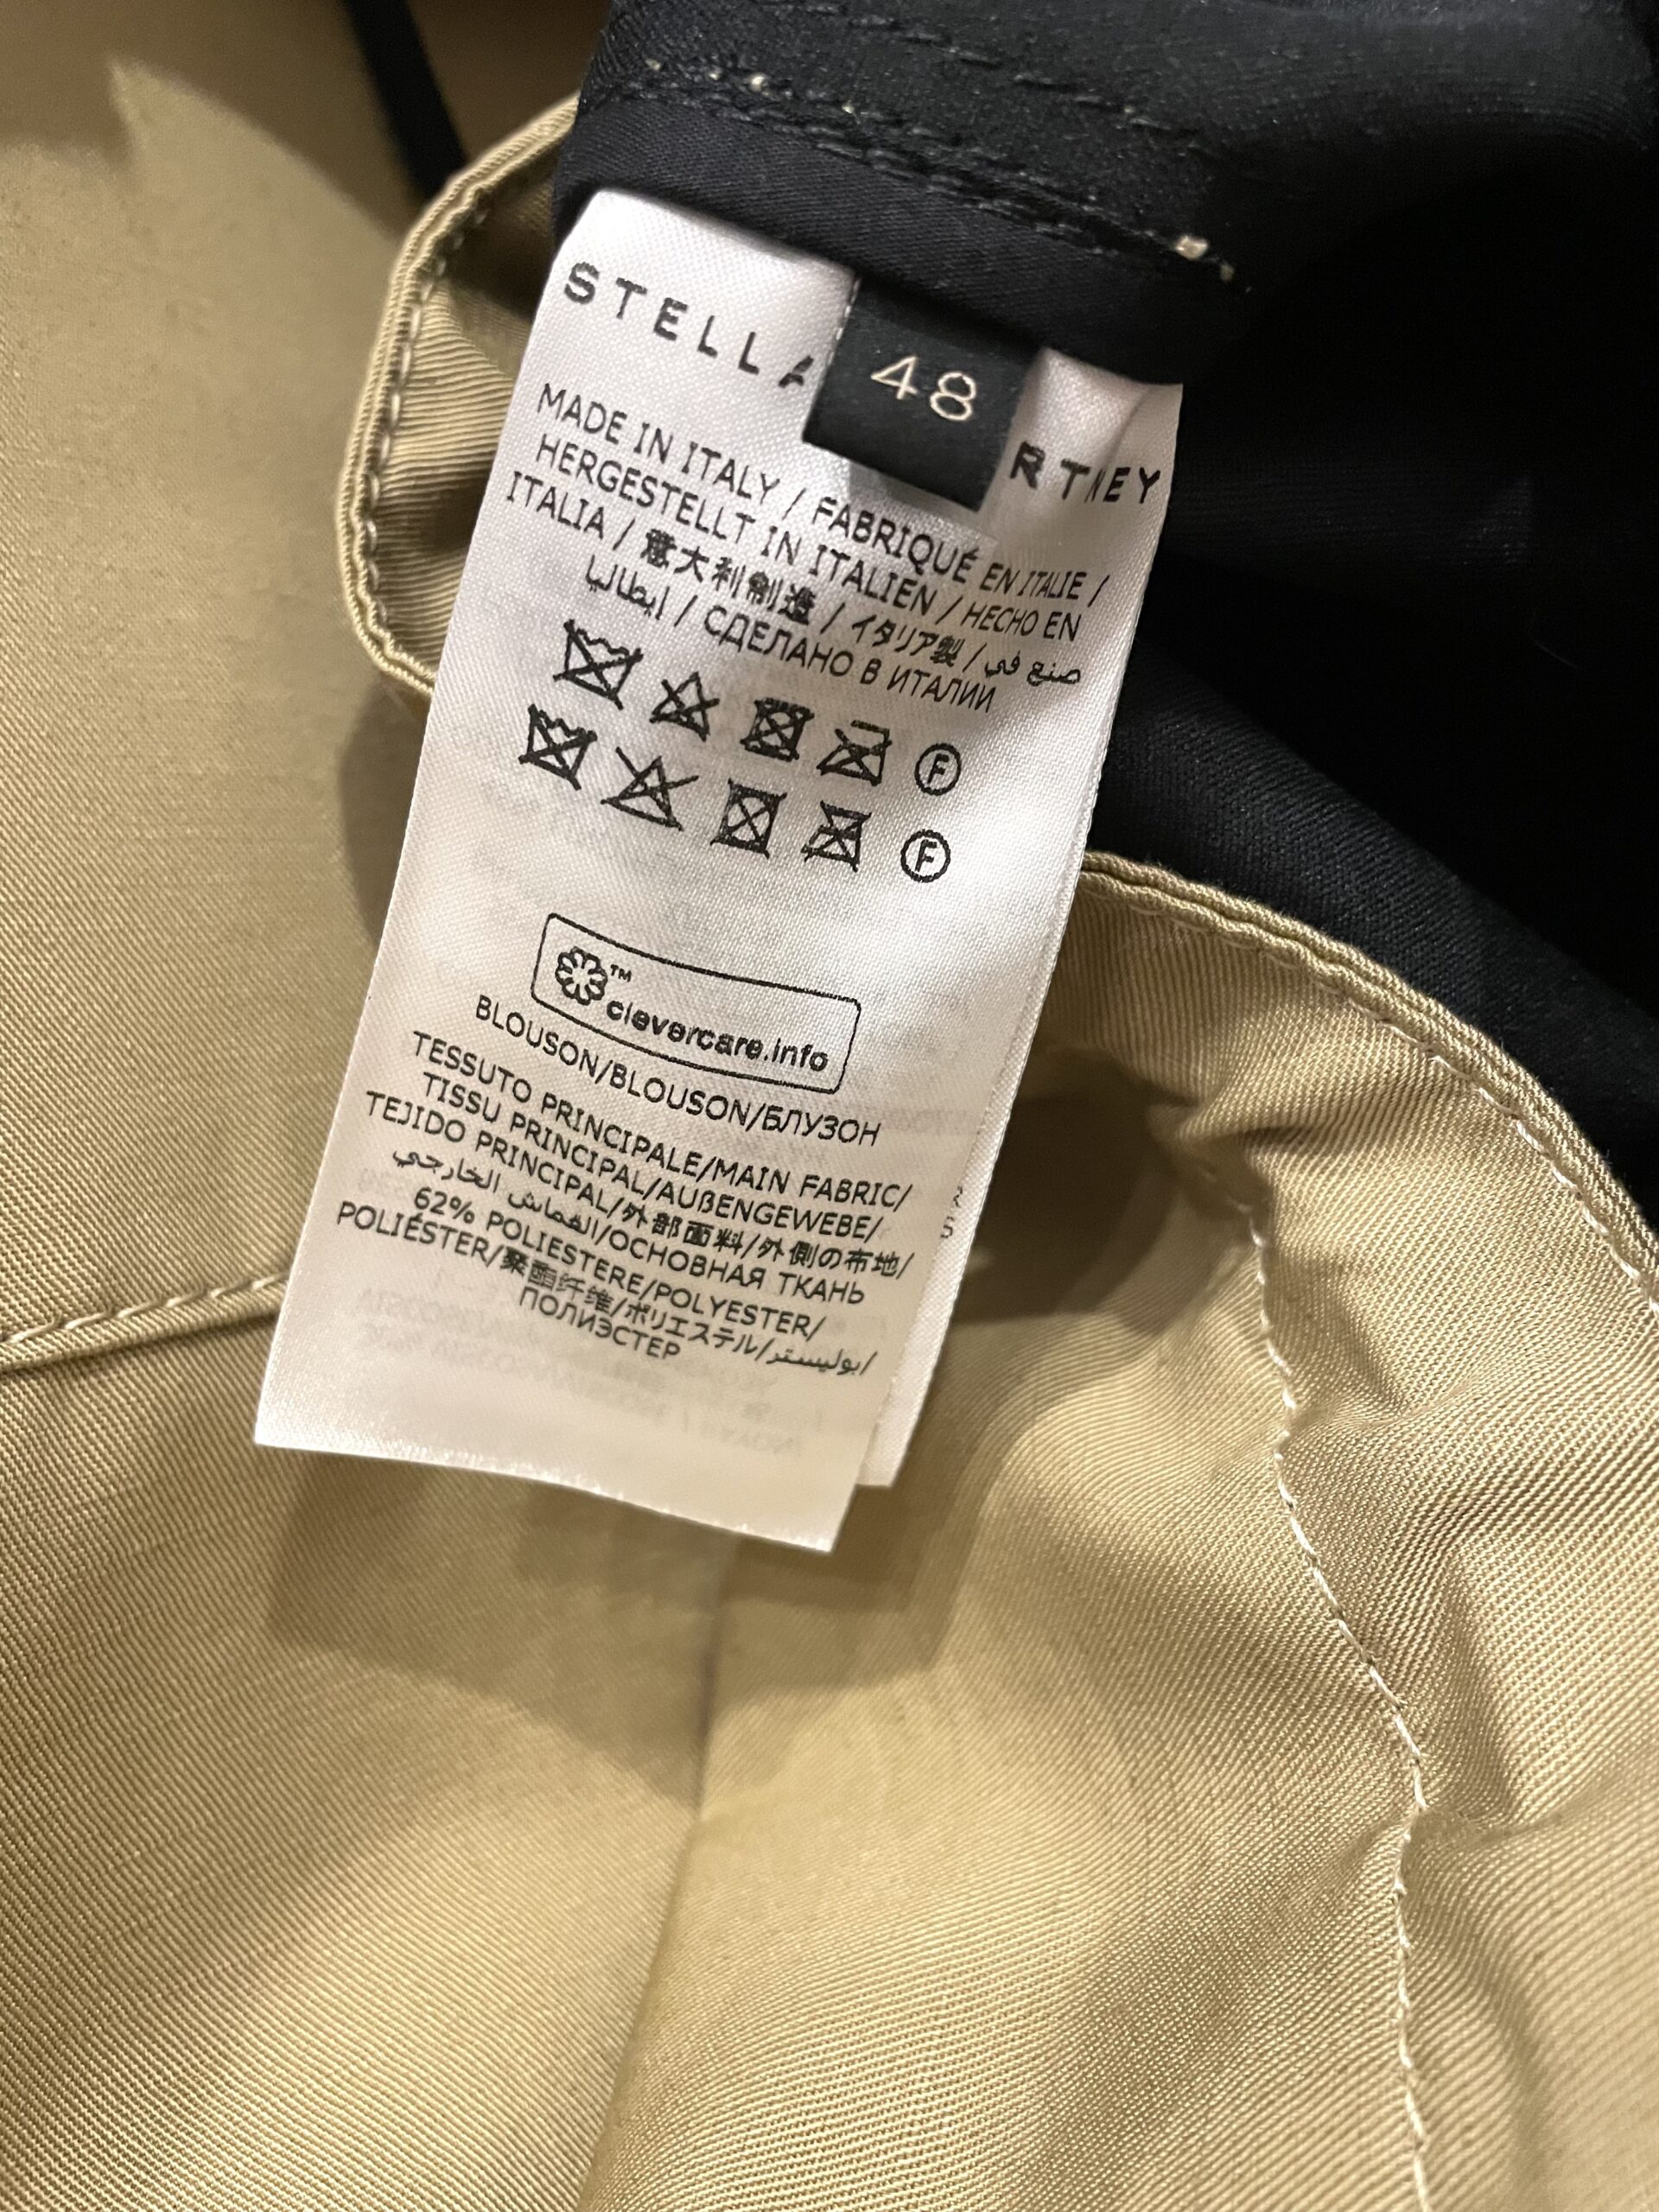 STELLA
48
RTNEY
MADE IN ITALY / FABRIQUÉ EN ITALIE /
HERGESTELLT IN ITALIEN / HECHO EN
ITALIA / 意大利制造 / イタリア製 / صنع في
إيطاليا / СДЕЛАНО В ИТАЛИИ
F
F
™
clevercare.info
BLOUSON/BLOUSON/БЛУЗОН
TESSUTO PRINCIPALE/MAIN FABRIC/
TISSU PRINCIPAL/AUßENGEWEBE/
TEJIDO PRINCIPAL/外部面料/外側の布地/
القماش الخارجي/ОСНОВНАЯ ТКАНЬ
62% POLIESTERE/POLYESTER/
POLIÉSTER/聚酯纤维/ポリエステル/بوليستر/
ПОЛИЭСТЕР